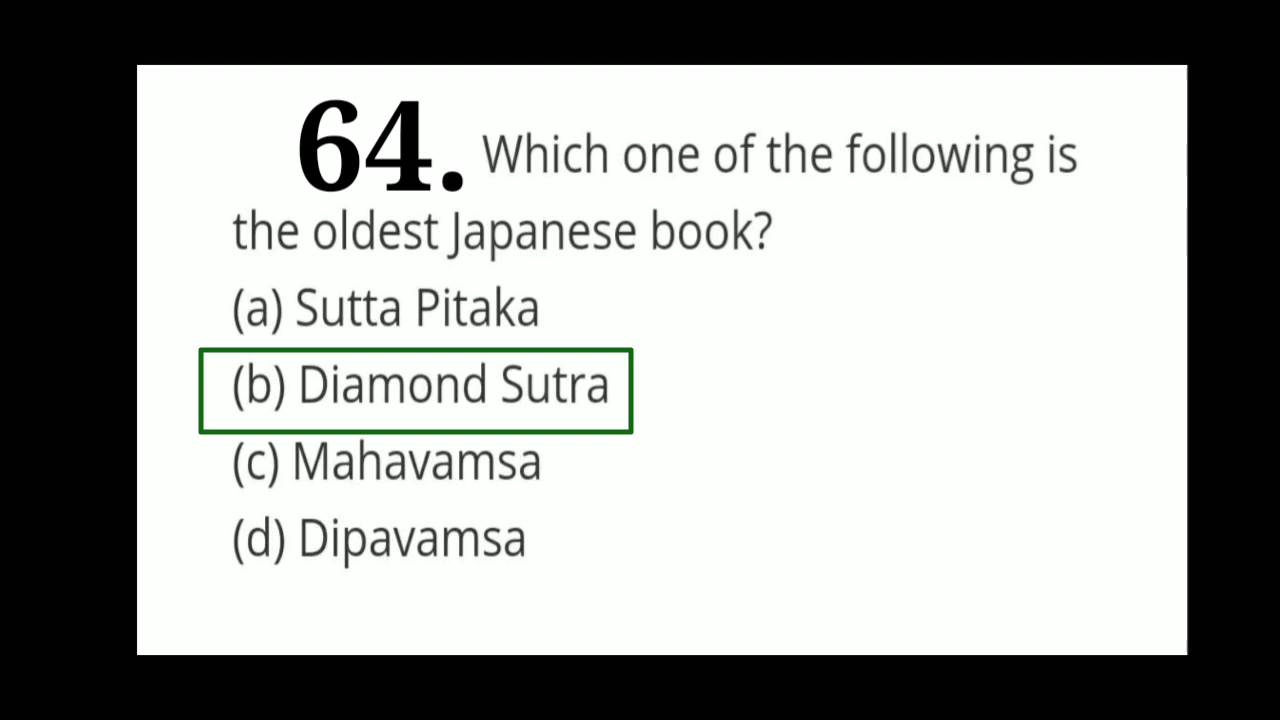 64. Which one of the following is
the oldest Japanese book?
(a) Sutta Pitaka
(b) Diamond Sutra
(c) Mahavamsa
(d) Dipavamsa